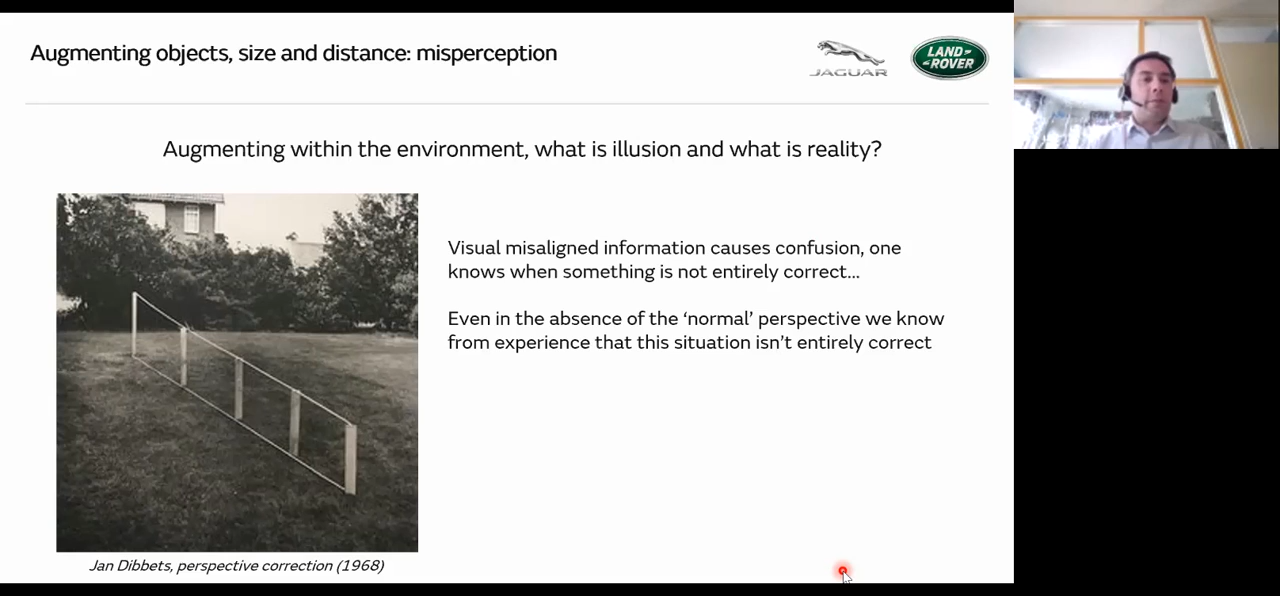 Augmenting objects, size and distance: misperception
JAGUAR
LAND
ROVER
Augmenting within the environment, what is illusion and what is reality?
Visual misaligned information causes confusion, one
knows when something is not entirely correct...
Even in the absence of the ‘normal’ perspective we know
from experience that this situation isn’t entirely correct
Jan Dibbets, perspective correction (1968)